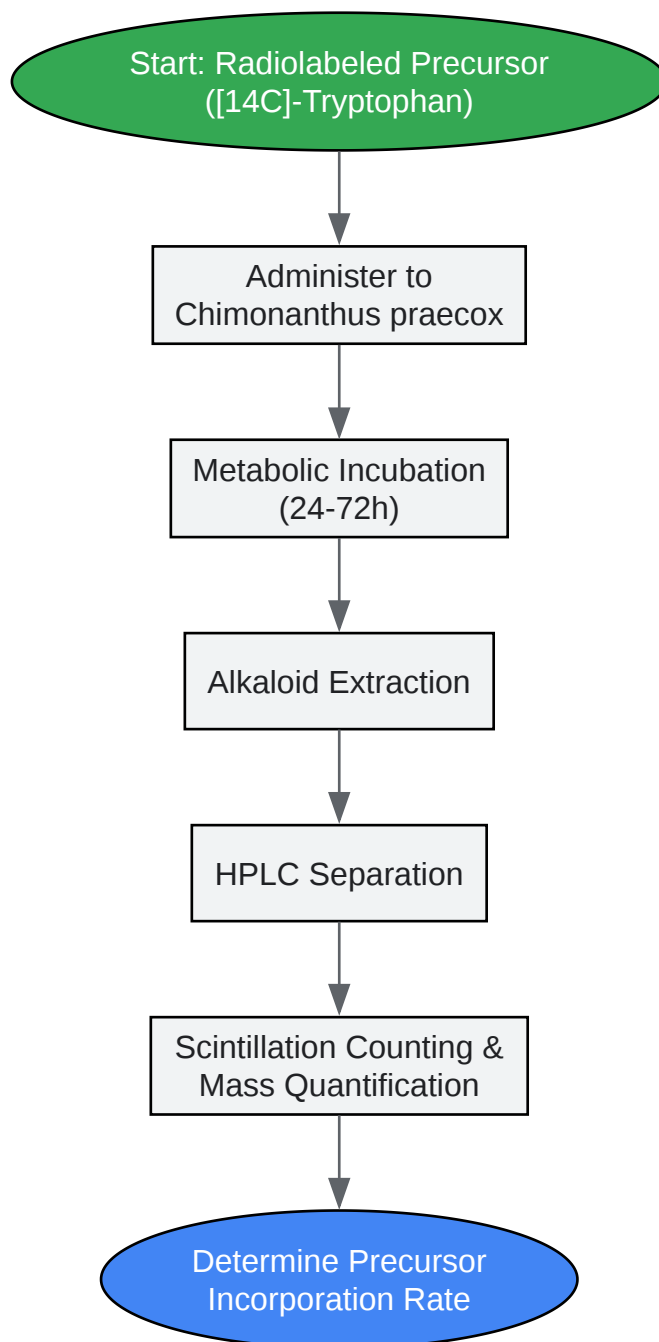 Start: Radiolabeled Precursor
([14C]-Tryptophan)
Administer to
Chimonanthus praecox
Metabolic Incubation
(24-72h)
Alkaloid Extraction
HPLC Separation
Scintillation Counting &
Mass Quantification
Determine Precursor
Incorporation Rate